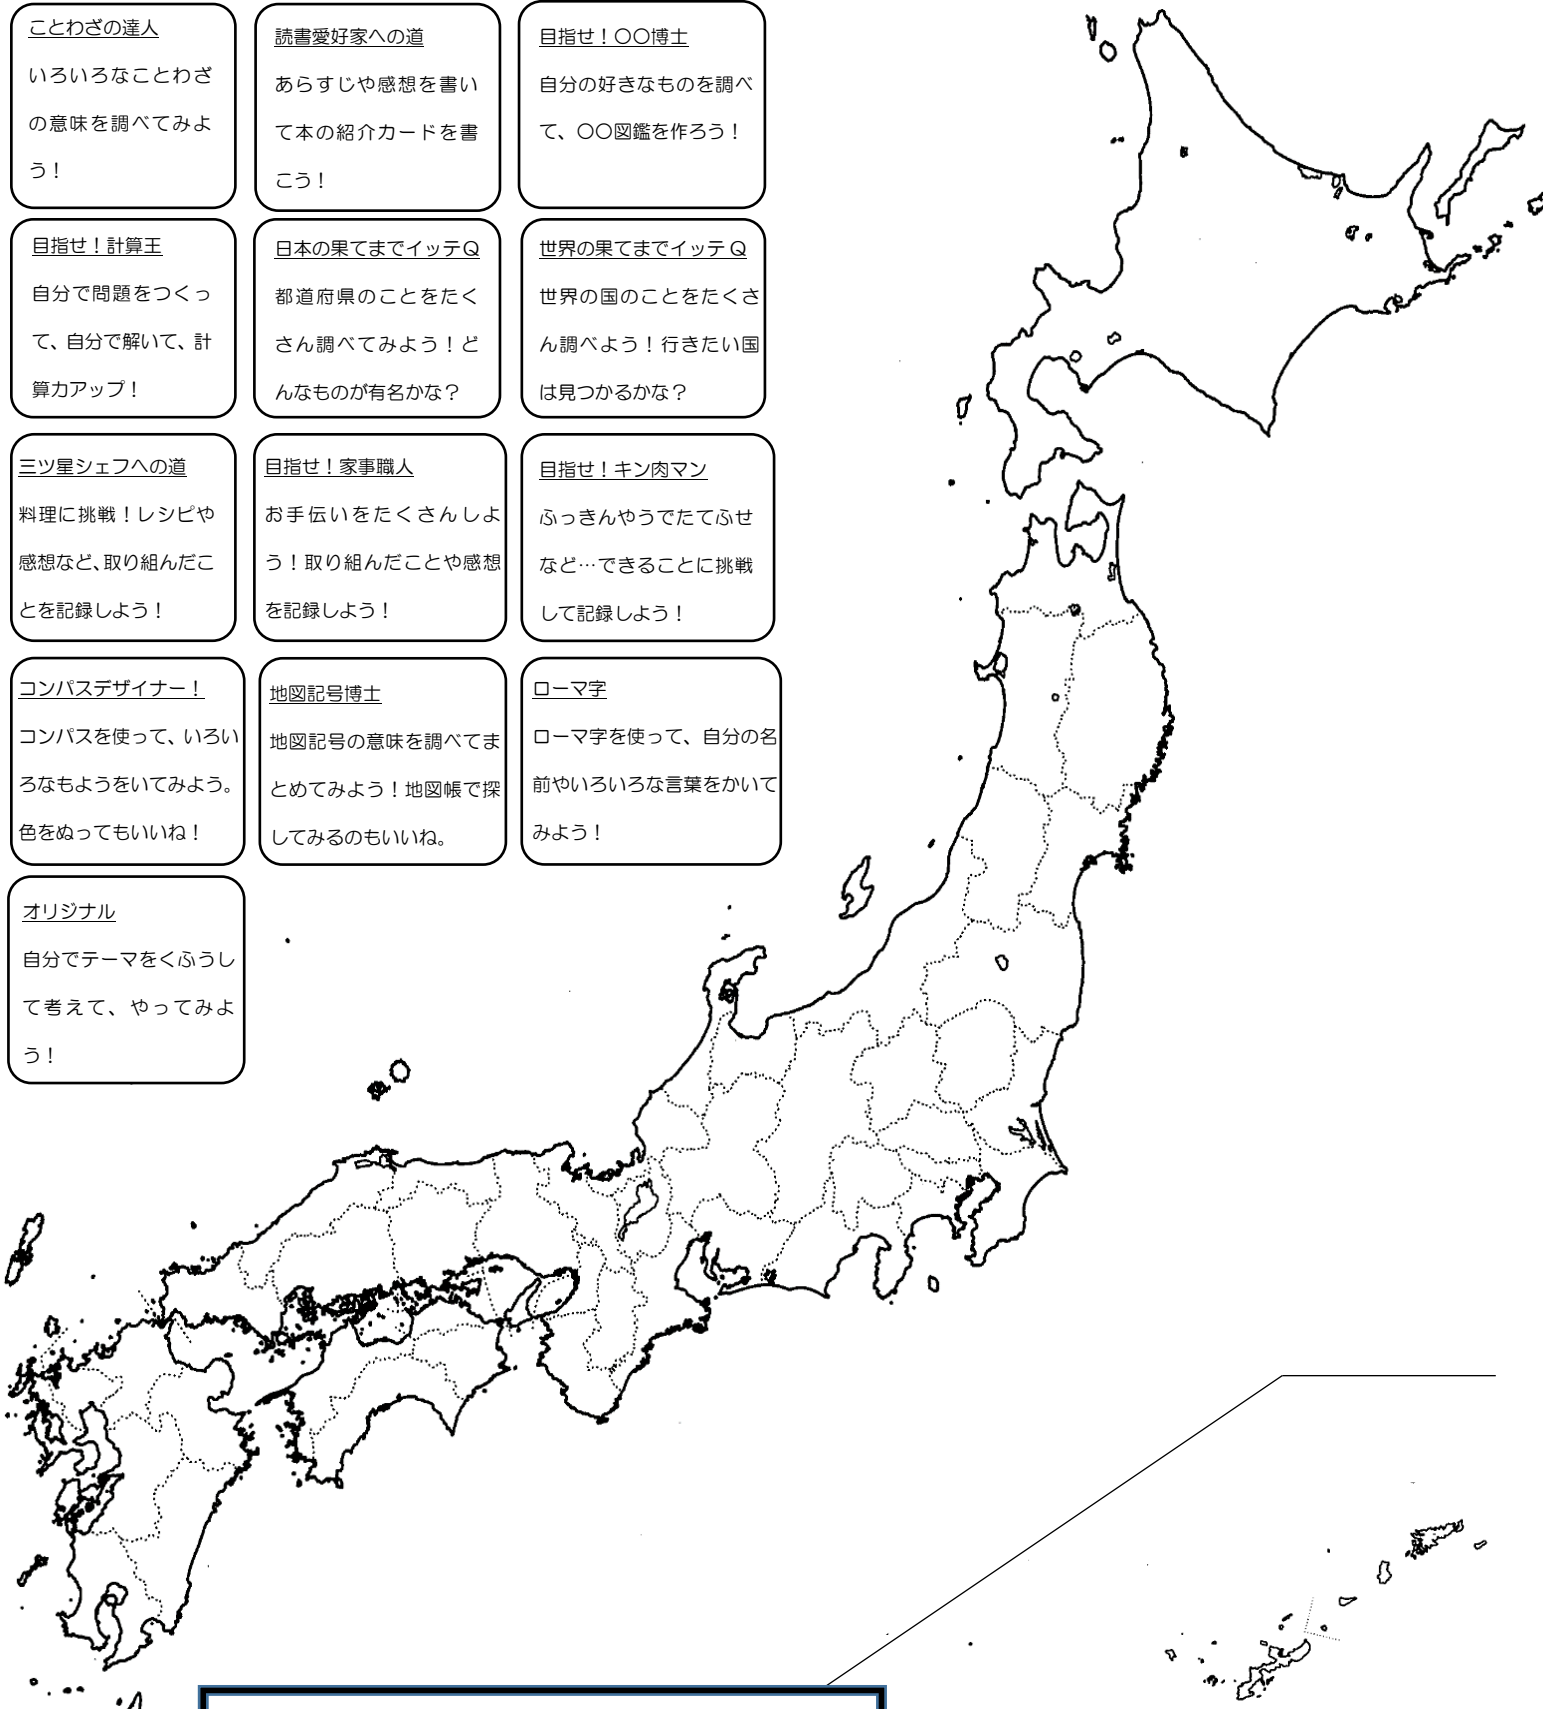 ことわざの達人
いろいろなことわざ
の意味を調べてみよ
う！
読書愛好家への道
あらすじや感想を書い
て本の紹介カードを書
こう！
目指せ！〇〇博士
自分の好きなものを調べ
て、〇〇図鑑を作ろう！
目指せ！計算王
自分で問題をつくっ
て、自分で解いて、計
算力アップ！
日本の果てまでイッテQ
都道府県のことをたく
さん調べてみよう！ど
んなものが有名かな？
世界の果てまでイッテQ
世界の国のことをたくさ
ん調べよう！行きたい国
は見つかるかな？
三ツ星シェフへの道
料理に挑戦！レシピや
感想など、取り組んだこ
とを記録しよう！
目指せ！家事職人
お手伝いをたくさんしよ
う！取り組んだことや感想
を記録しよう！
目指せ！キン肉マン
ふっきんやうでたてふせ
など…できることに挑戦
して記録しよう！
コンパスデザイナー！
コンパスを使って、いろい
ろなもようをいてみよう。
色をぬってもいいね！
地図記号博士
地図記号の意味を調べてま
とめてみよう！地図帳で探
してみるのもいいね。
ローマ字
ローマ字を使って、自分の名
前やいろいろな言葉をかいて
みよう！
オリジナル
自分でテーマをくふうし
て考えて、やってみよ
う！